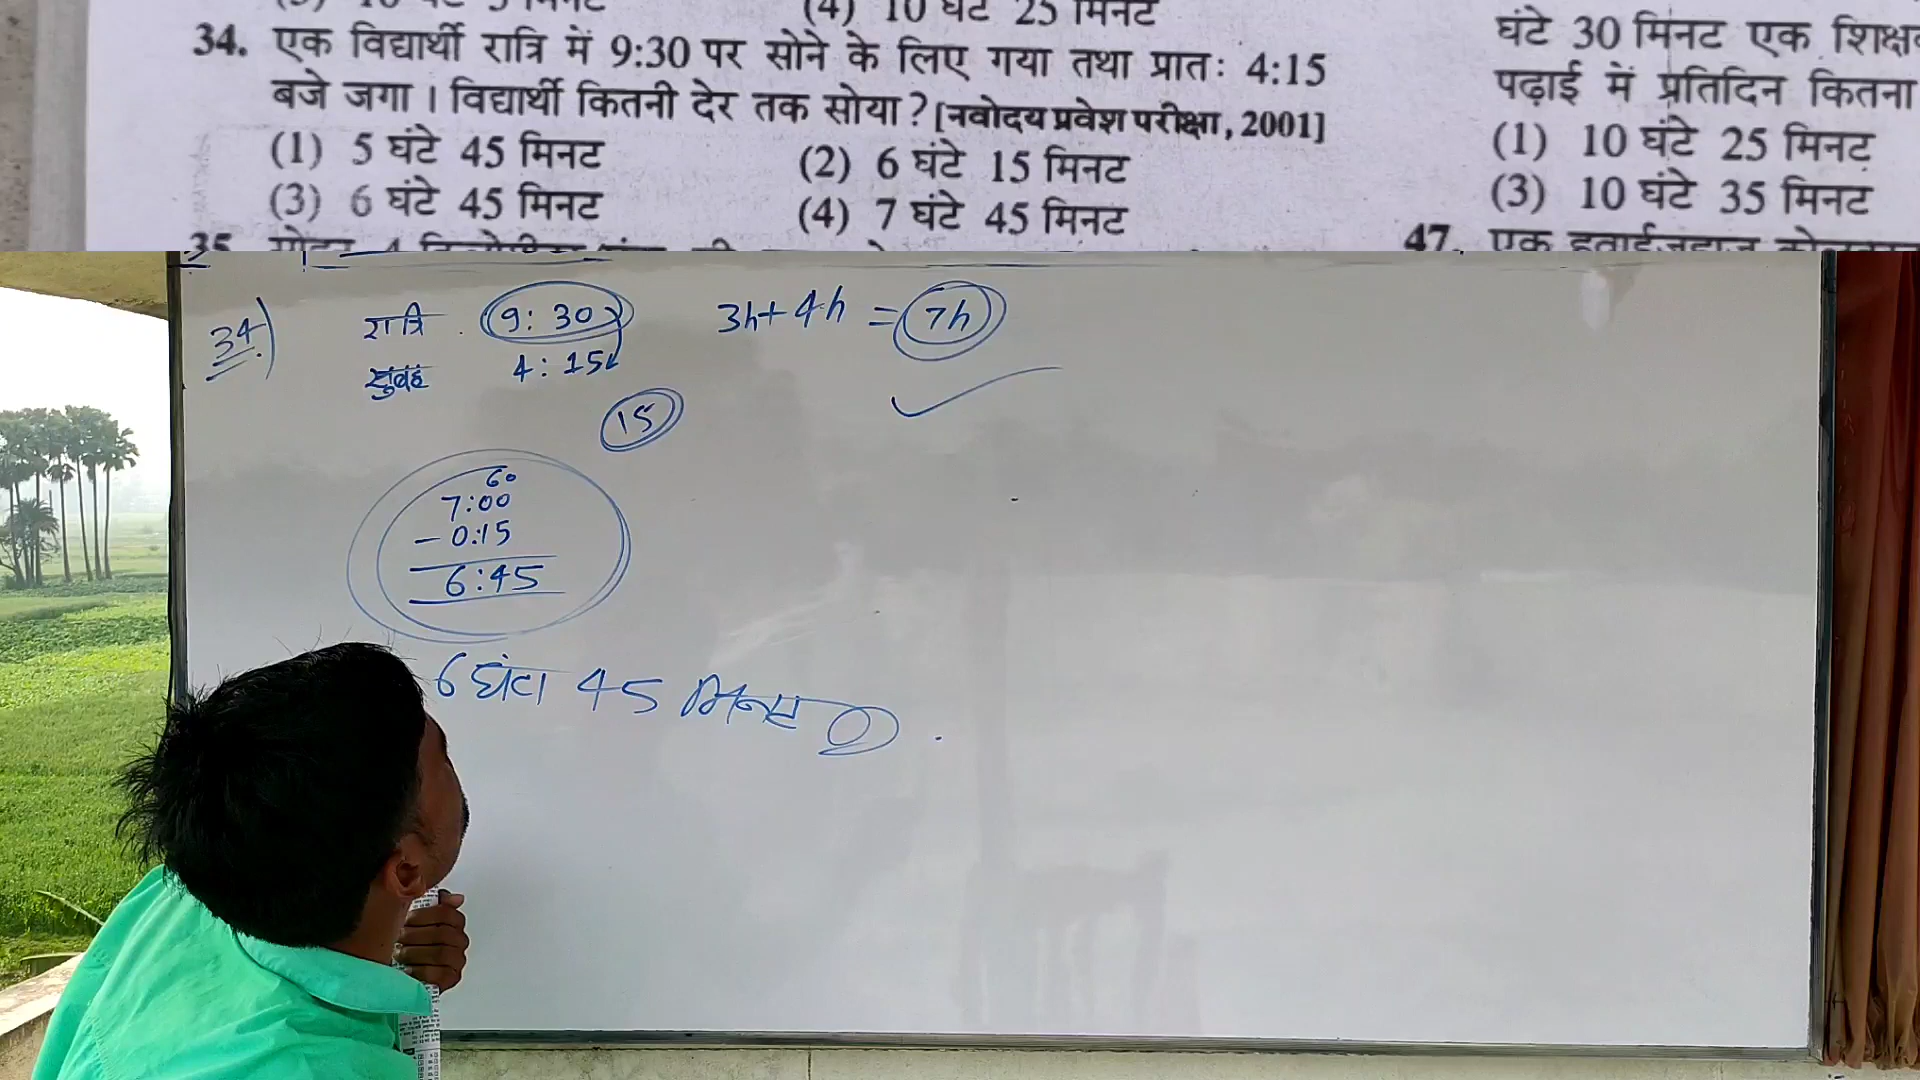 (4) 10 घंटे 25 मिनट
34. एक विद्यार्थी रात्रि में 9:30 पर सोने के लिए गया तथा प्रातः 4:15
बजे जगा । विद्यार्थी कितनी देर तक सोया ? [नवोदय प्रवेश परीक्षा, 2001]
(1) 5 घंटे 45 मिनट (2) 6 घंटे 15 मिनट
(3) 6 घंटे 45 मिनट (4) 7 घंटे 45 मिनट
35.
घंटे 30 मिनट एक
पढ़ाई में प्रतिदिन कितना
(1) 10 घंटे 25 मिनट
(3) 10 घंटे 35 मिनट
47. एक
34.) रात्रि 9:30 3h+4h = 7h
सुबह 4:15
15
60
7:00
- 0:15
6:45
6 घंटा 45 मिनट